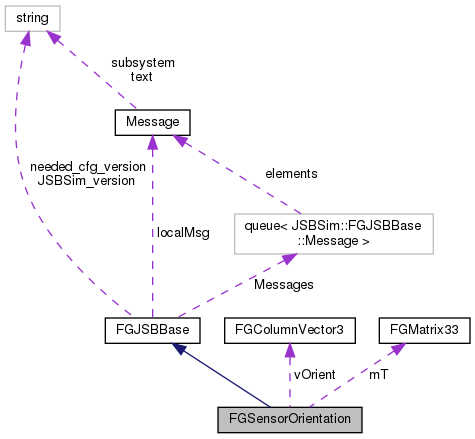 string
subsystem
text
Message
needed_cfg_version
JSBSim_version
elements
localMsg
queue< JSBSim::FGJSBBase
::Message >
Messages
FGJSBBase
FGColumnVector3
FGMatrix33
vOrient
mT
FGSensorOrientation